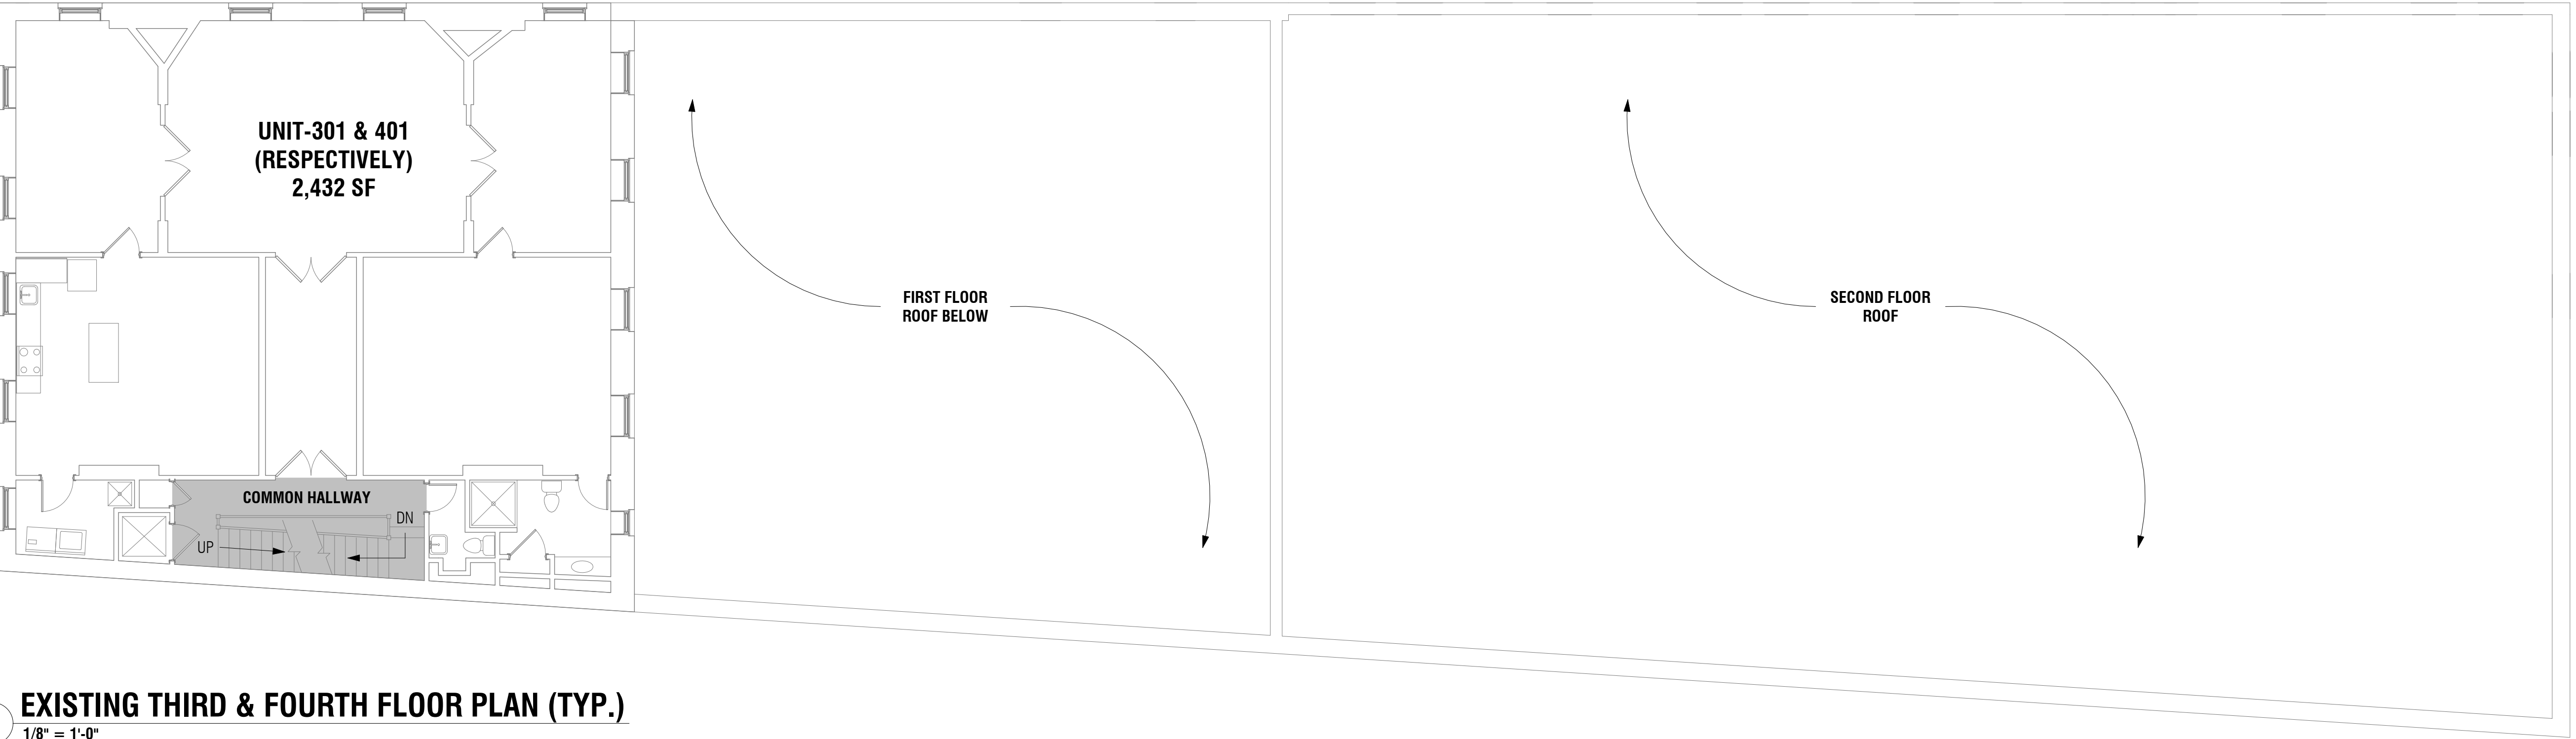 UNIT-301 & 401
(RESPECTIVELY)
2,432 SF
FIRST FLOOR
ROOF BELOW
SECOND FLOOR
ROOF
COMMON HALLWAY
DN
UP
EXISTING THIRD & FOURTH FLOOR PLAN (TYP.)
1/8" = 1'-0"